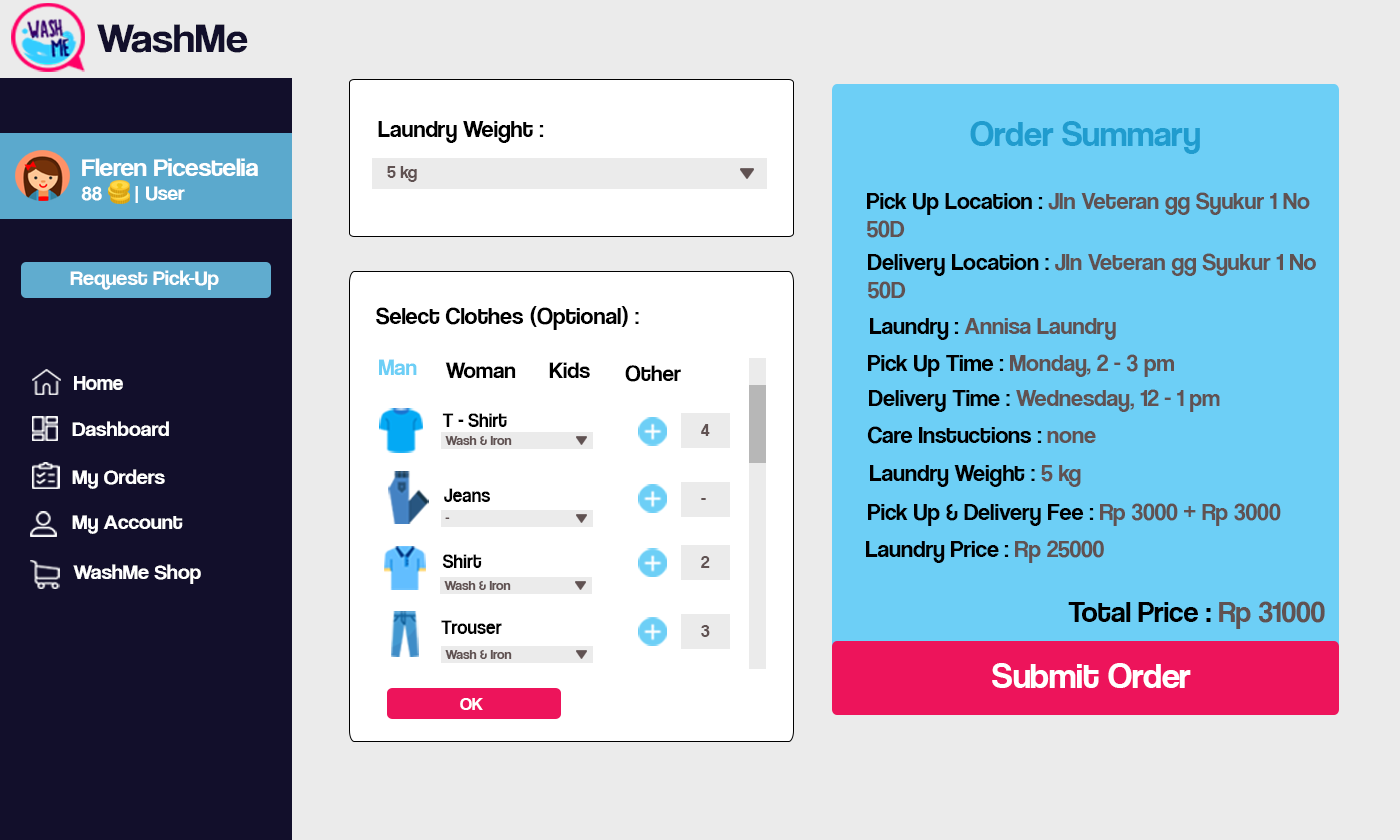 WASH
ME
WashMe
Fleren Picestelia
88 | User
Request Pick-Up
Home
Dashboard
My Orders
My Account
WashMe Shop
Laundry Weight :
5 kg
Select Clothes (Optional) :
Man Woman Kids Other
T - Shirt
Wash & Iron
4
Jeans
-
-
Shirt
Wash & Iron
2
Trouser
Wash & Iron
3
OK
Order Summary
Pick Up Location : Jln Veteran gg Syukur 1 No
50D
Delivery Location : Jln Veteran gg Syukur 1 No
50D
Laundry : Annisa Laundry
Pick Up Time : Monday, 2 - 3 pm
Delivery Time : Wednesday, 12 - 1 pm
Care Instuctions : none
Laundry Weight : 5 kg
Pick Up & Delivery Fee : Rp 3000 + Rp 3000
Laundry Price : Rp 25000
Total Price : Rp 31000
Submit Order